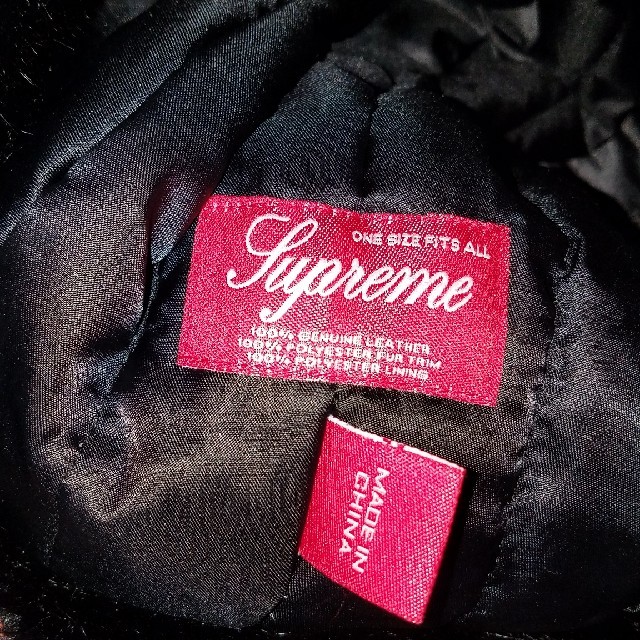 ONE SIZE FITS ALL
Supreme
100% GENUINE LEATHER
100% POLYESTER FUR TRIM
100% POLYESTER LINING
MADE IN
CHINA